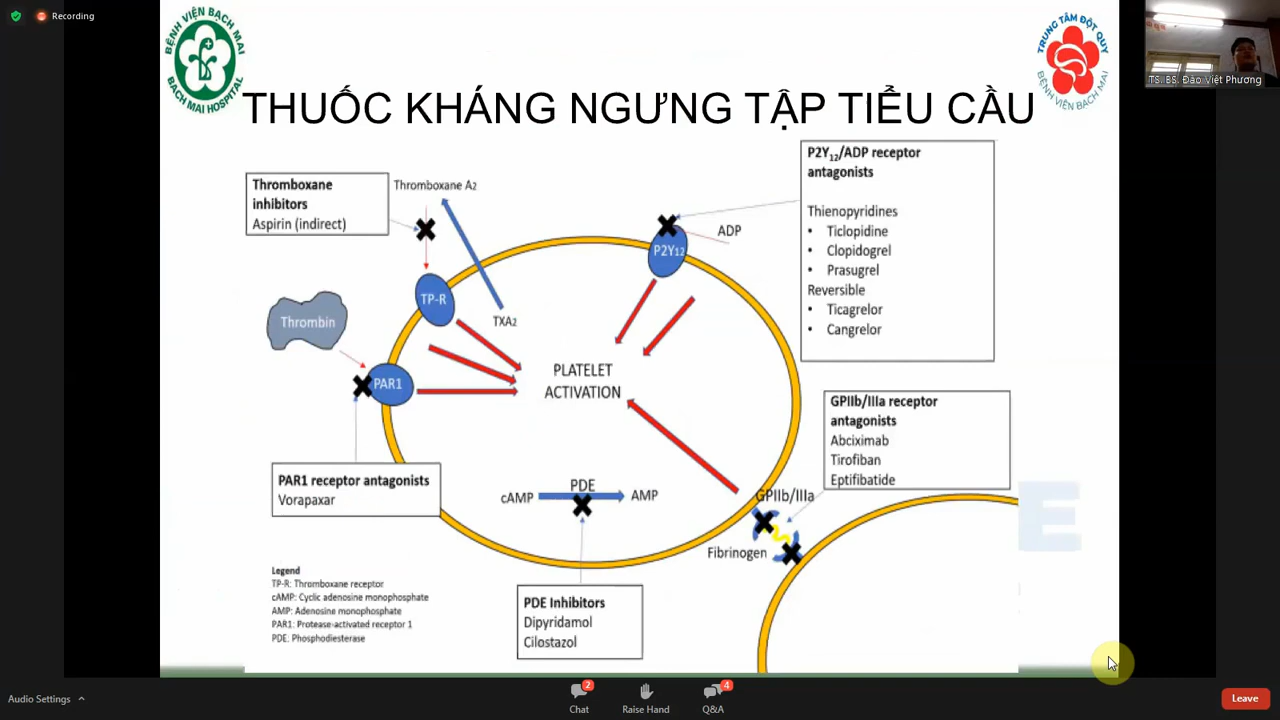 Recording
BỆNH VIỆN BẠCH MAI
BACH MAI HOSPITAL
TRUNG TÂM ĐỘT QUỴ
BỆNH VIỆN BẠCH MAI
TS. BS. Đào Việt Phương
THUỐC KHÁNG NGƯNG TẬP TIỂU CẦU
Thromboxane
inhibitors
Aspirin (indirect)
Thromboxane A2
P2Y12/ADP receptor
antagonists
Thienopyridines
• Ticlopidine
• Clopidogrel
• Prasugrel
Reversible
• Ticagrelor
• Cangrelor
ADP
P2Y12
TP-R
TXA2
Thrombin
PAR1
PLATELET
ACTIVATION
GPIIb/IIIa receptor
antagonists
Abciximab
Tirofiban
Eptifibatide
PAR1 receptor antagonists
Vorapaxar
cAMP
PDE
AMP
GPIIb/IIIa
Fibrinogen
E
Legend
TP-R: Thromboxane receptor
cAMP: Cyclic adenosine monophosphate
AMP: Adenosine monophosphate
PAR1: Protease-activated receptor 1
PDE: Phosphodiesterase
PDE Inhibitors
Dipyridamol
Cilostazol
Audio Settings
2
Chat
Raise Hand
4
Q&A
Leave